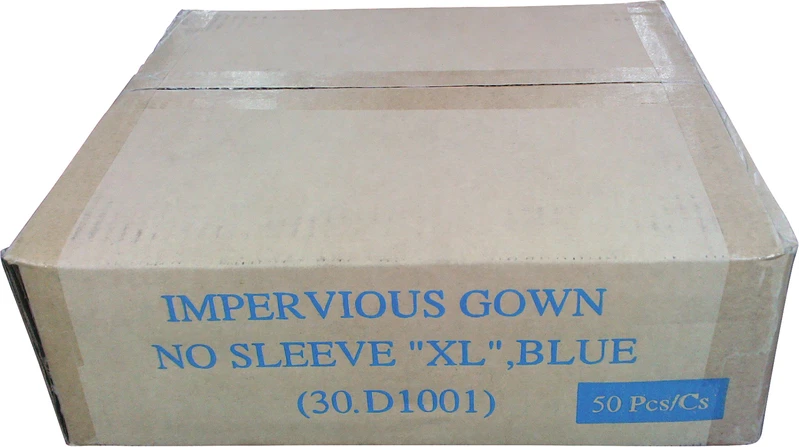 IMPERVIOUS GOWN
NO SLEEVE "XL",BLUE
(30.D1001)
50 Pcs/Cs